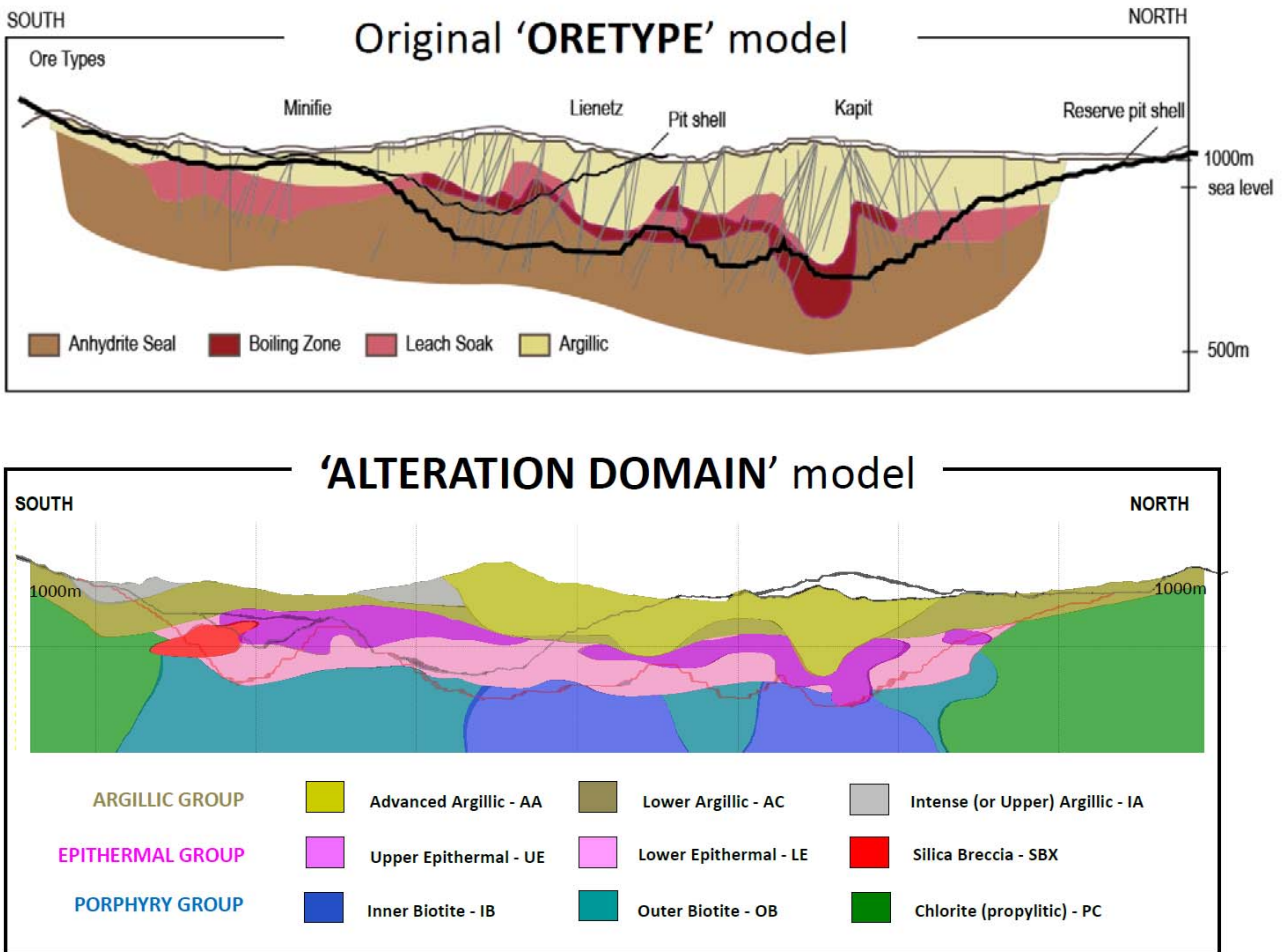 SOUTH
NORTH
Original ‘ORETYPE’ model
Ore Types
Minifie
Lienetz
Kapit
Pit shell
Reserve pit shell
1000m
sea level
Anhydrite Seal
Boiling Zone
Leach Soak
Argillic
500m
‘ALTERATION DOMAIN’ model
SOUTH
NORTH
1000m
1000m
ARGILLIC GROUP
Advanced Argillic - AA
Lower Argillic - AC
Intense (or Upper) Argillic - IA
EPITHERMAL GROUP
Upper Epithermal - UE
Lower Epithermal - LE
Silica Breccia - SBX
PORPHYRY GROUP
Inner Biotite - IB
Outer Biotite - OB
Chlorite (propylitic) - PC